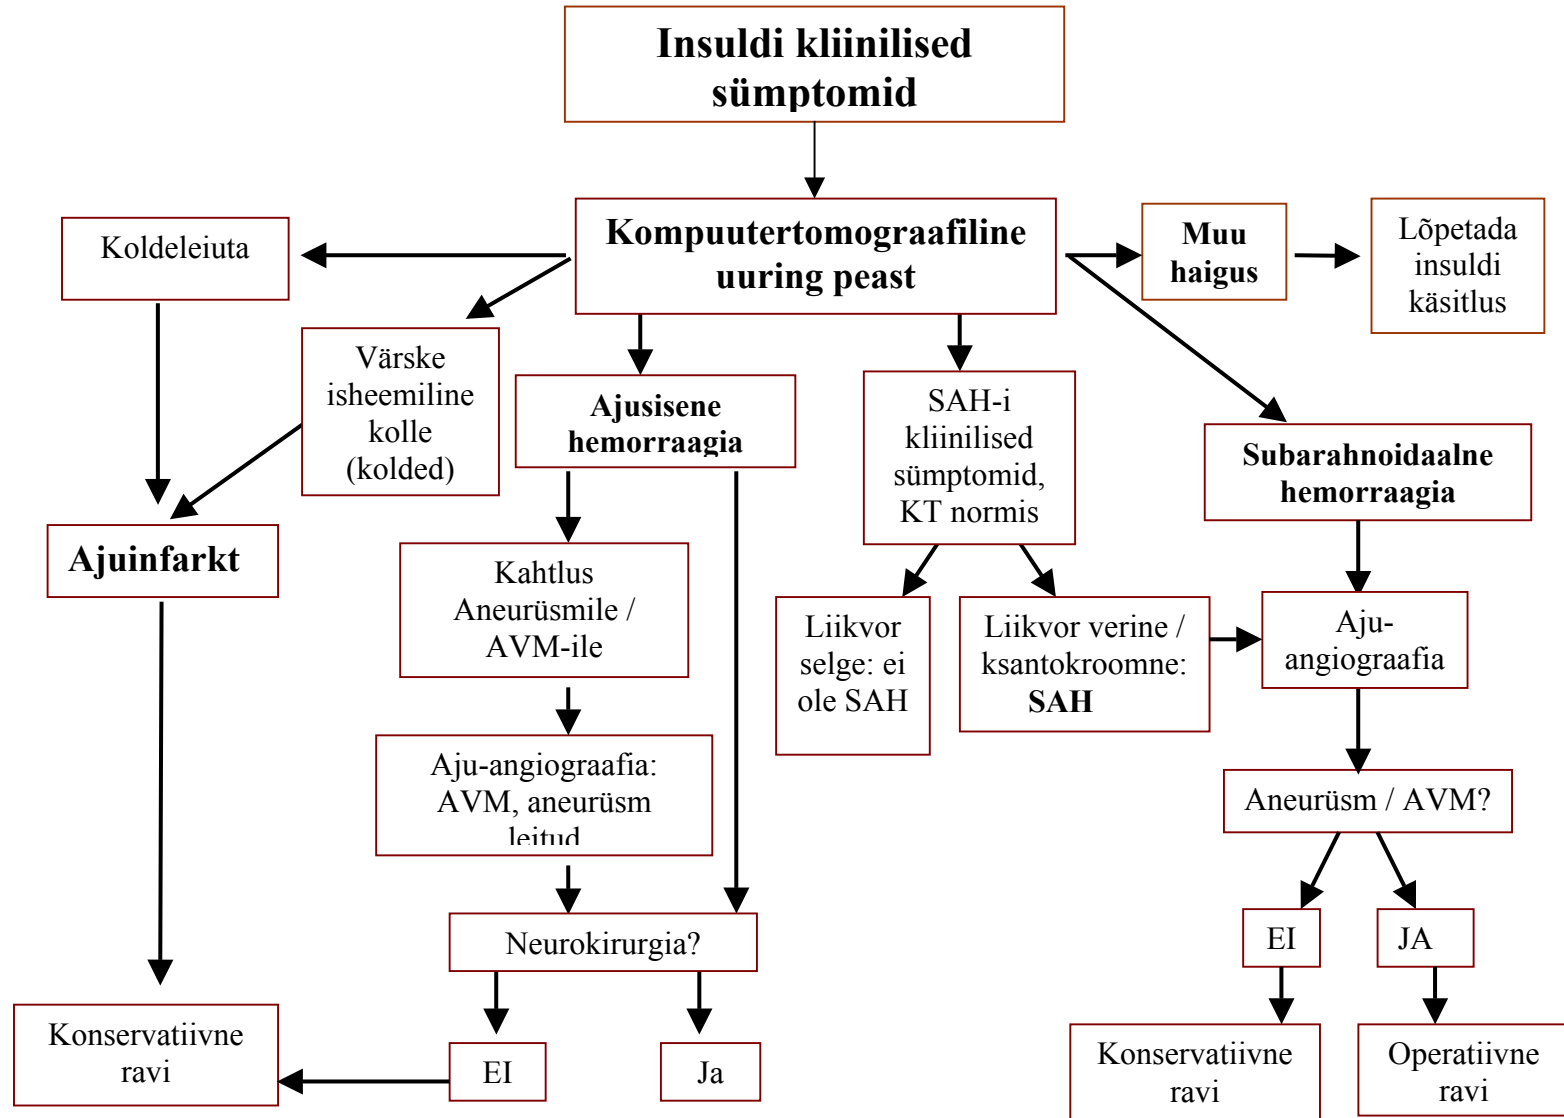 Insuldi kliinilised
sümptomid
Koldeleiuta
Kompuutertomograafiline
uuring peast
Muu
haigus
Lõpetada
insuldi
käsitlus
Värske
isheemiline
kolle
(kolded)
Ajusisene
hemorraagia
SAH-i
kliinilised
sümptomid,
KT normis
Subarahnoidaalne
hemorraagia
Ajuinfarkt
Kahtlus
Aneurüsmile /
AVM-ile
Liikvor
selge: ei
ole SAH
Liikvor verine /
ksantokroomne:
SAH
Aju-
angiograafia
Aju-angiograafia:
AVM, aneurüsm
leitud
Aneurüsm / AVM?
Neurokirurgia?
EI
JA
Konservatiivne
ravi
EI
Ja
Konservatiivne
ravi
Operatiivne
ravi